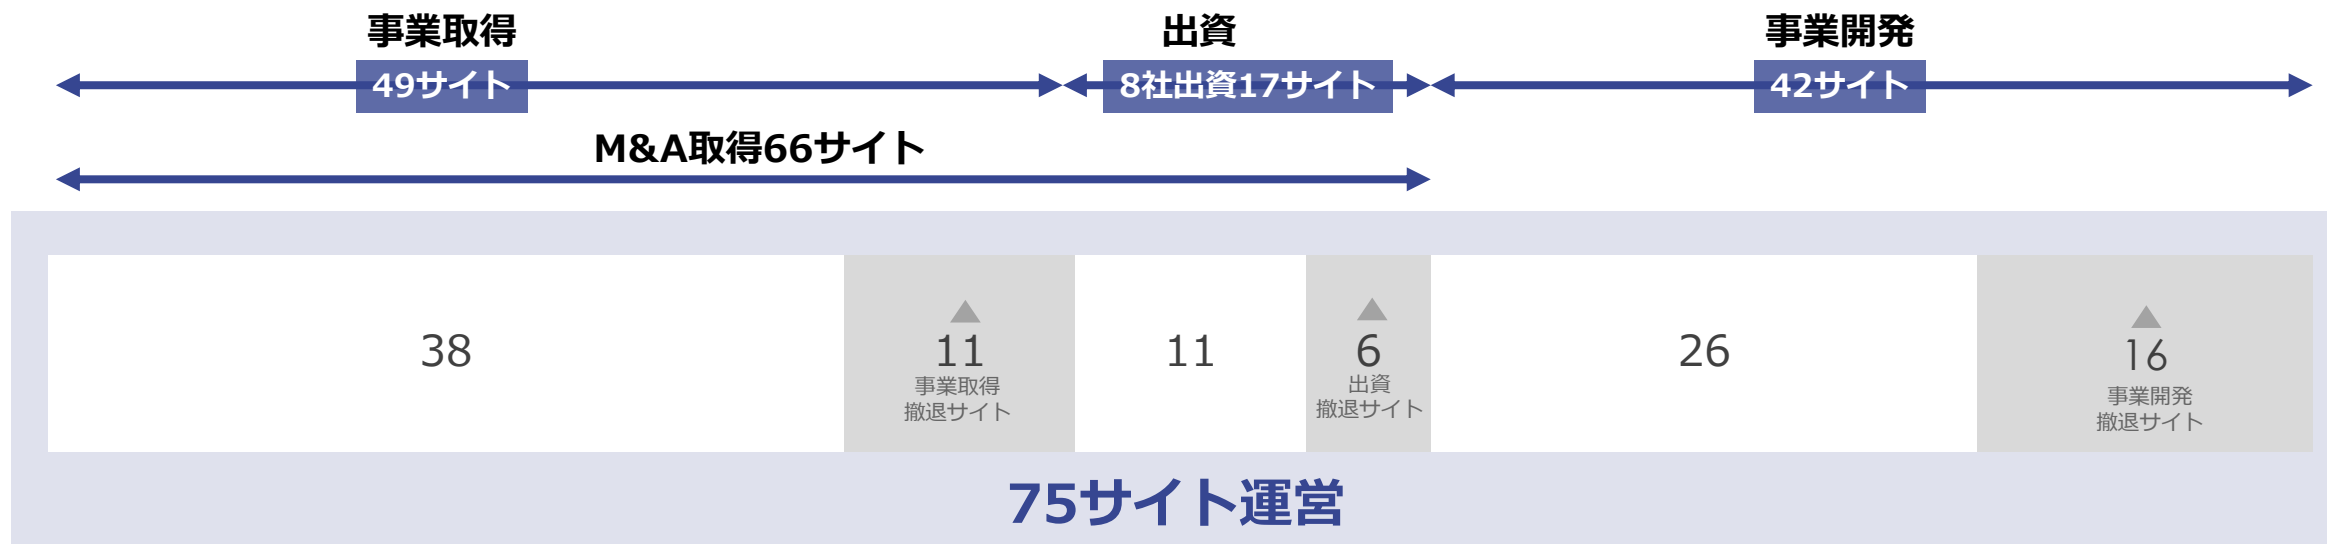 事業取得
出資
事業開発
49サイト
8社出資17サイト
42サイト
M&A取得66サイト
38
▲
11
事業取得
撤退サイト
11
▲
6
出資
撤退サイト
26
▲
16
事業開発
撤退サイト
75サイト運営